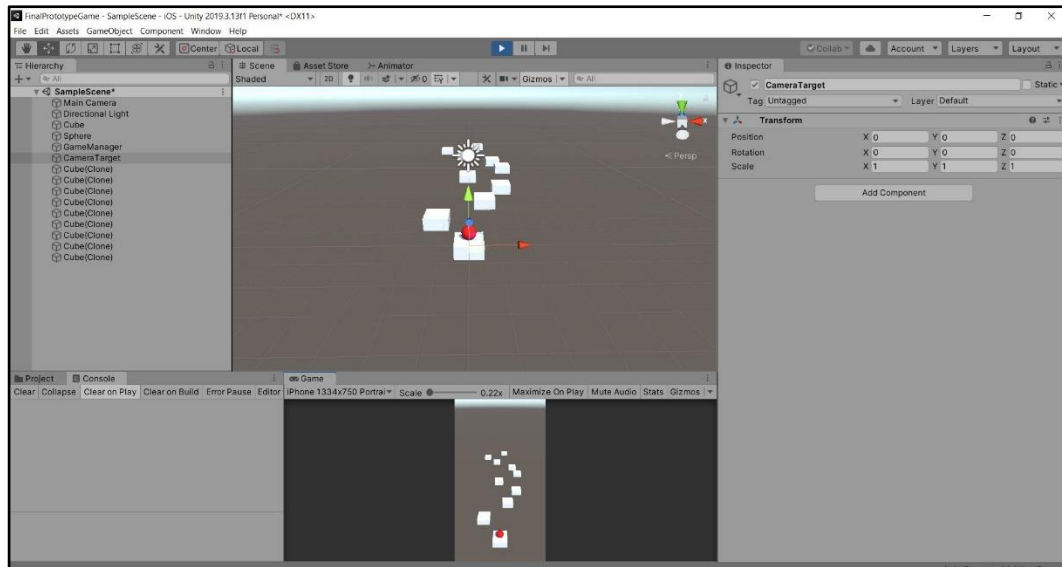 FinalPrototypeGame - SampleScene - iOS - Unity 2019.3.13f1 Personal* <DX11>
File Edit Assets GameObject Component Window Help
Center Local
Collab Account Layers Layout
Hierarchy
All
SampleScene*
Main Camera
Directional Light
Cube
Sphere
GameManager
CameraTarget
Cube(Clone)
Cube(Clone)
Cube(Clone)
Cube(Clone)
Cube(Clone)
Cube(Clone)
Cube(Clone)
Cube(Clone)
Cube(Clone)
Scene Asset Store Animator
Shaded 2D 0 Gizmos All
y
x
Persp
Inspector
CameraTarget Static
Tag Untagged Layer Default
Transform
Position X 0 Y 0 Z 0
Rotation X 0 Y 0 Z 0
Scale X 1 Y 1 Z 1
Add Component
Project Console
Clear Collapse Clear on Play Clear on Build Error Pause Editor
Game
iPhone 1334x750 Portrai Scale 0.22x Maximize On Play Mute Audio Stats Gizmos